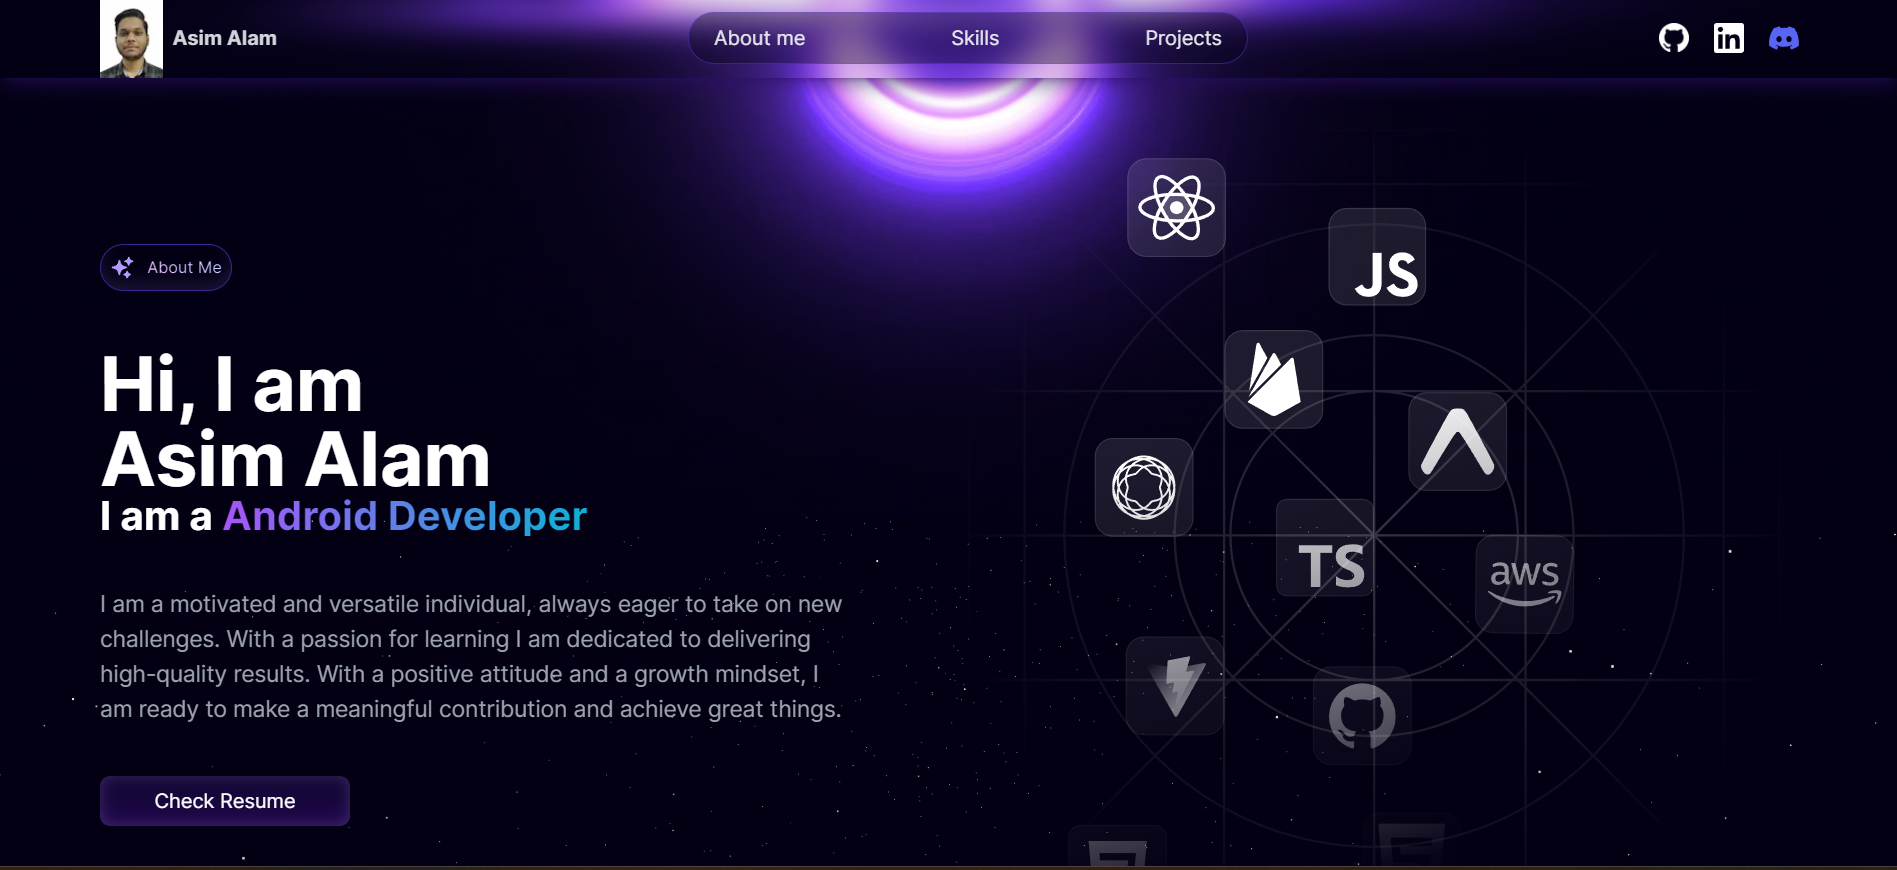 Asim Alam
About me
Skills
Projects
in
About Me
JS
Hi, I am
Asim Alam
I am a Android Developer
TS
aws
I am a motivated and versatile individual, always eager to take on new
challenges. With a passion for learning I am dedicated to delivering
high-quality results. With a positive attitude and a growth mindset, I
am ready to make a meaningful contribution and achieve great things.
Check Resume